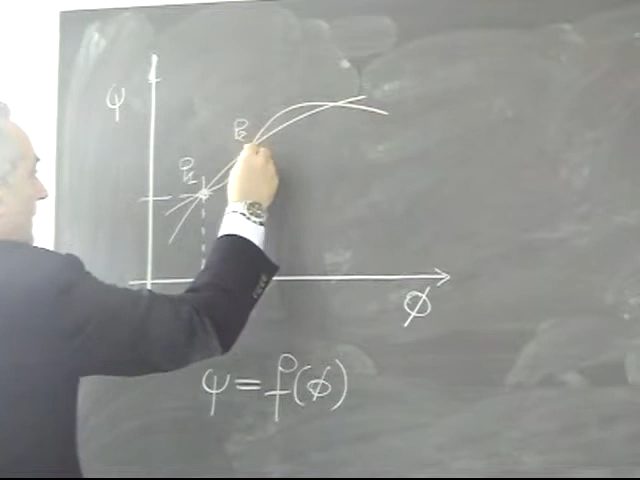 ψ
P₂
P₁
ϕ
ψ = f(ϕ)